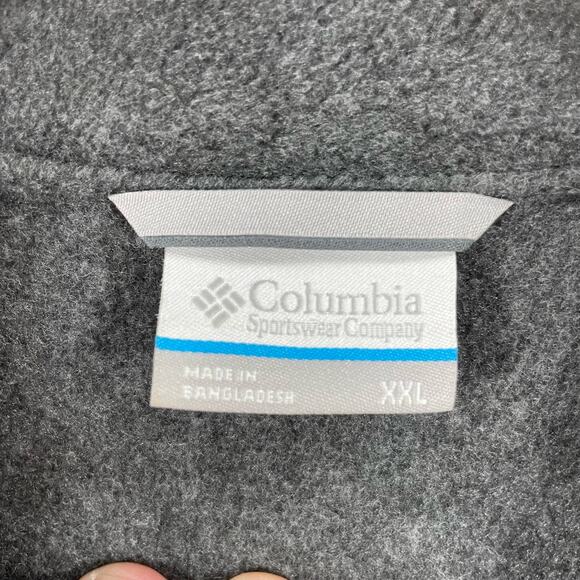 Columbia
Sportswear Company
MADE IN
BANGLADESH
XXL